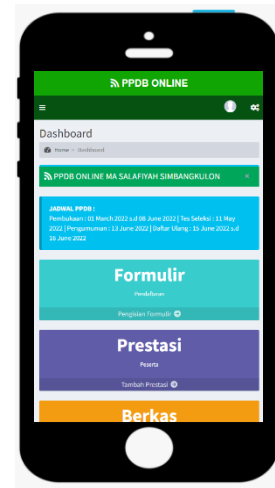 PPDB ONLINE
Dashboard
Home > Dashboard
PPDB ONLINE MA SALAFIYAH SIMBANGKULON ×
JADWAL PPDB :
Pembukaan : 01 March 2022 s.d 08 June 2022 | Tes Seleksi : 11 May
2022 | Pengumuman : 13 June 2022 | Daftar Ulang : 15 June 2022 s.d
16 June 2022
Formulir
Pendaftaran
Pengisian Formulir
Prestasi
Peserta
Tambah Prestasi
Berkas